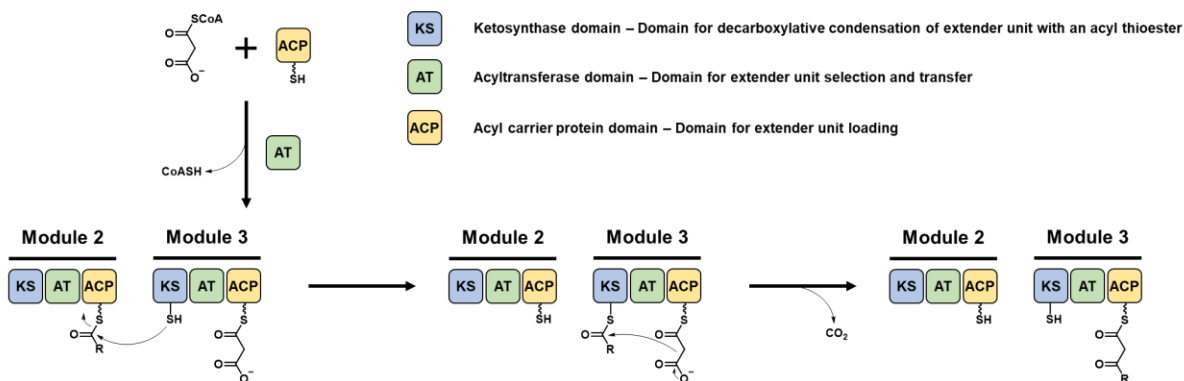 SCoA
O
O
O⁻
+
ACP
SH
KS
Ketosynthase domain – Domain for decarboxylative condensation of extender unit with an acyl thioester
AT
Acyltransferase domain – Domain for extender unit selection and transfer
ACP
Acyl carrier protein domain – Domain for extender unit loading
AT
CoASH
Module 2
Module 3
KS AT ACP
S
O
R
KS AT ACP
SH
S
O
O
O⁻
Module 2
Module 3
KS AT ACP
SH
KS AT ACP
S
O
R
S
O
O
O⁻
CO₂
Module 2
Module 3
KS AT ACP
SH
KS AT ACP
SH
S
O
O
R